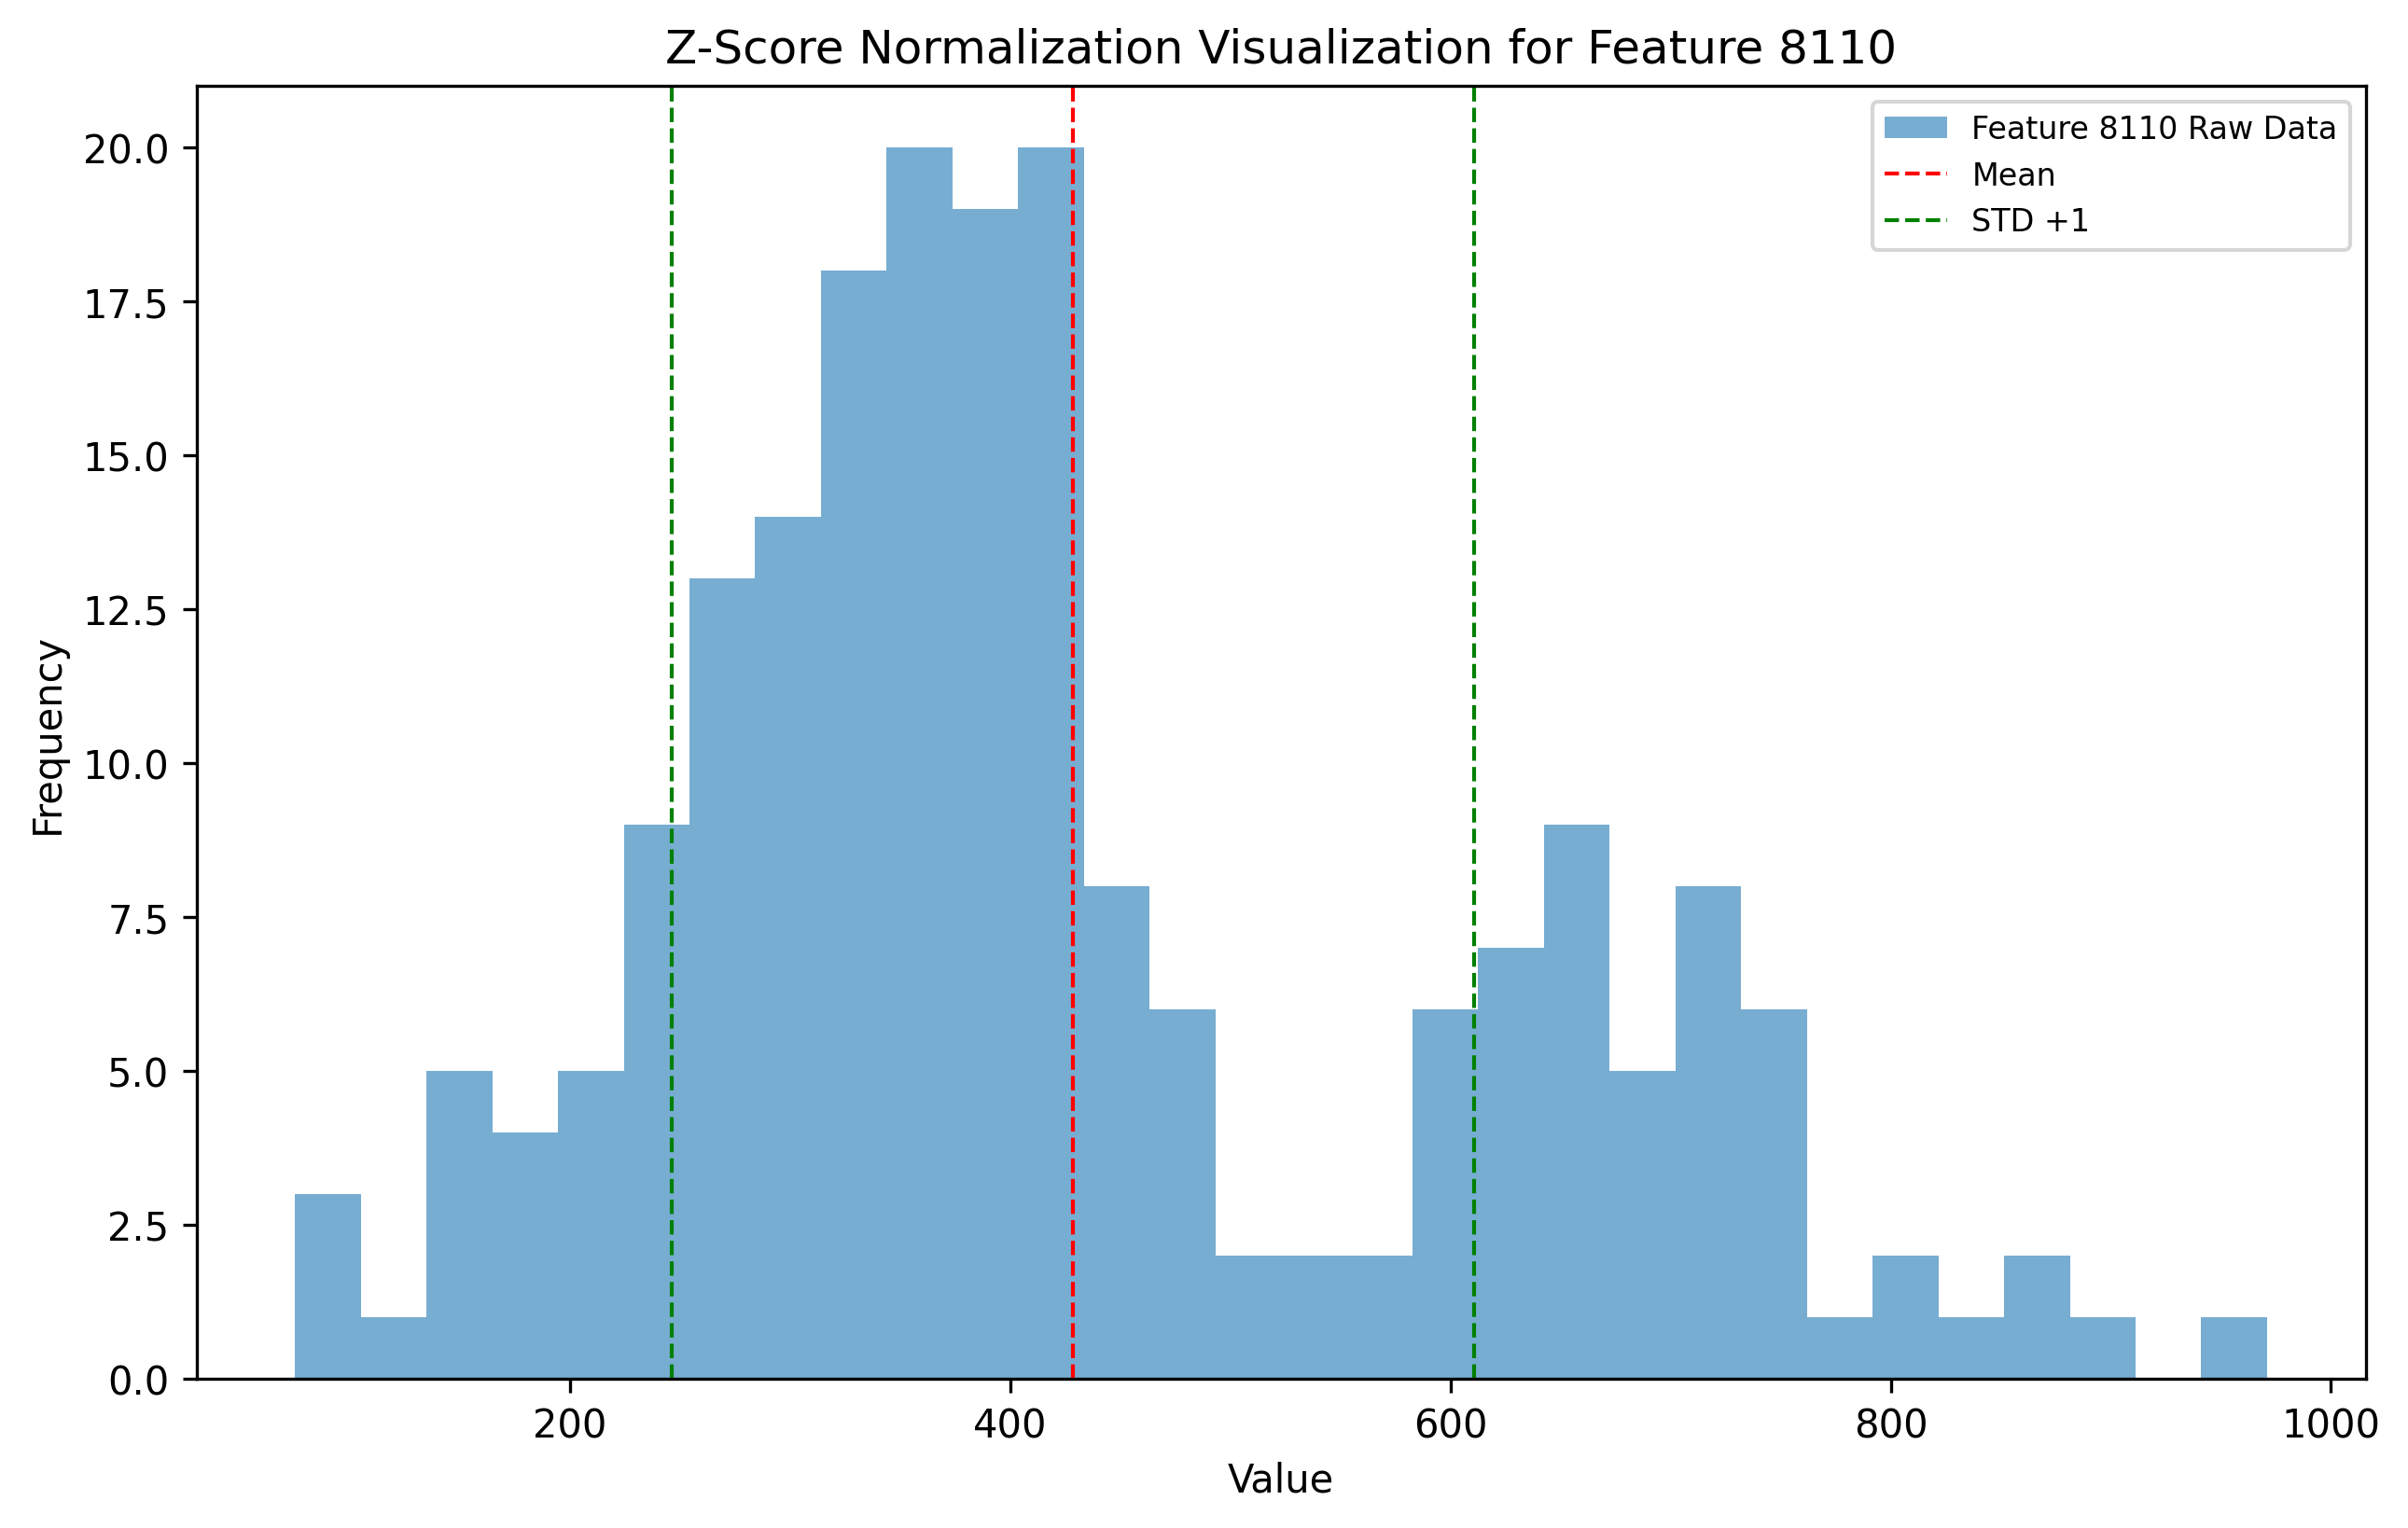 Z-Score Normalization Visualization for Feature 8110
Feature 8110 Raw Data
Mean
STD +1
20.0
17.5
15.0
12.5
10.0
7.5
5.0
2.5
0.0
Frequency
200
400
600
800
1000
Value